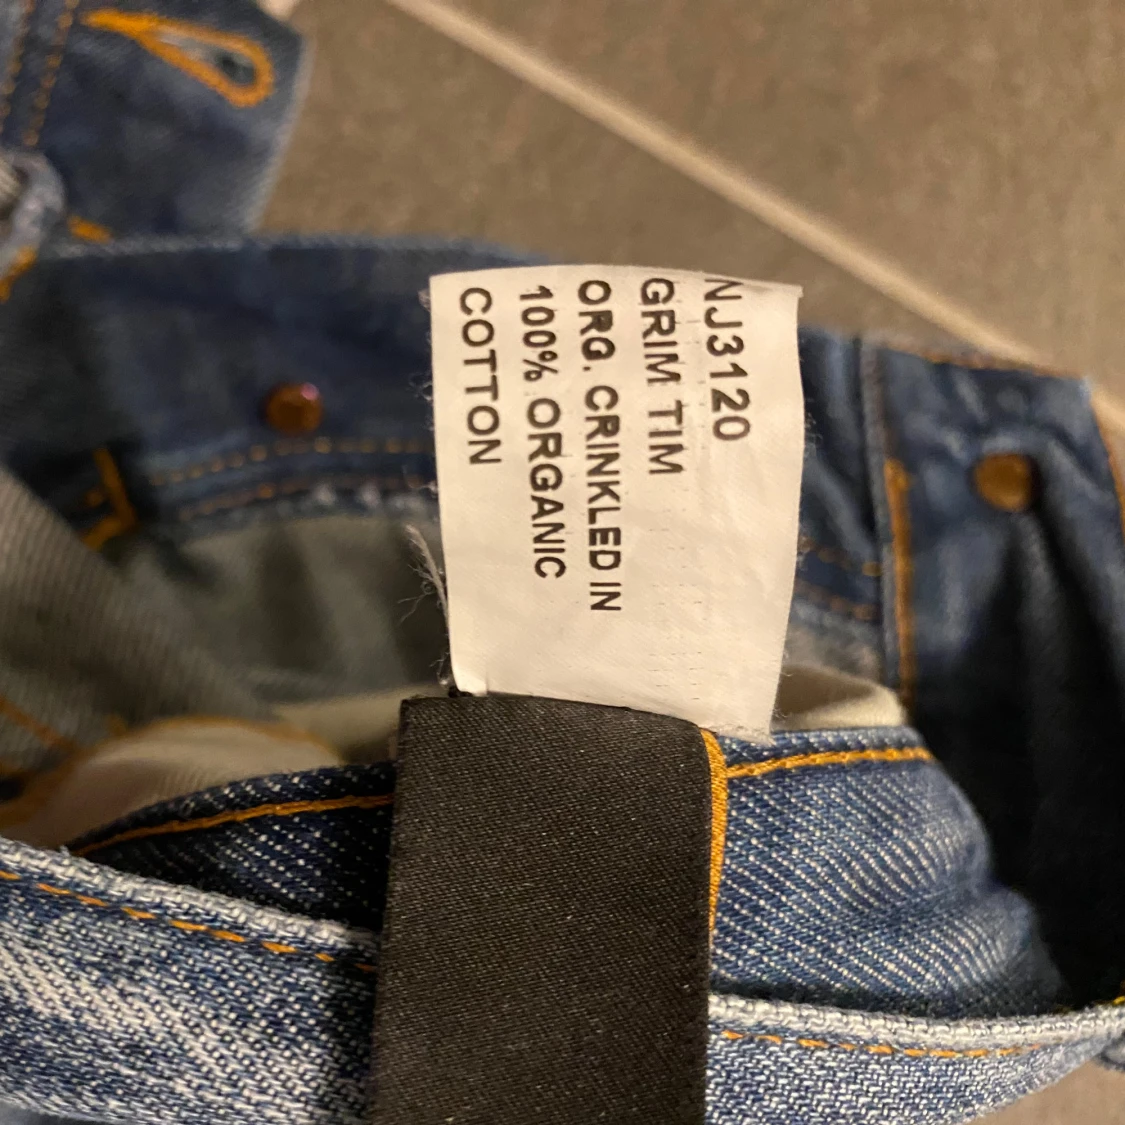 NJ3120
GRIM TIM
ORG. CRINKLED IN
100% ORGANIC
COTTON